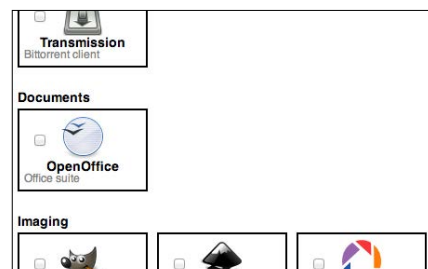 Transmission
Bittorrent client
Documents
OpenOffice
Office suite
Imaging